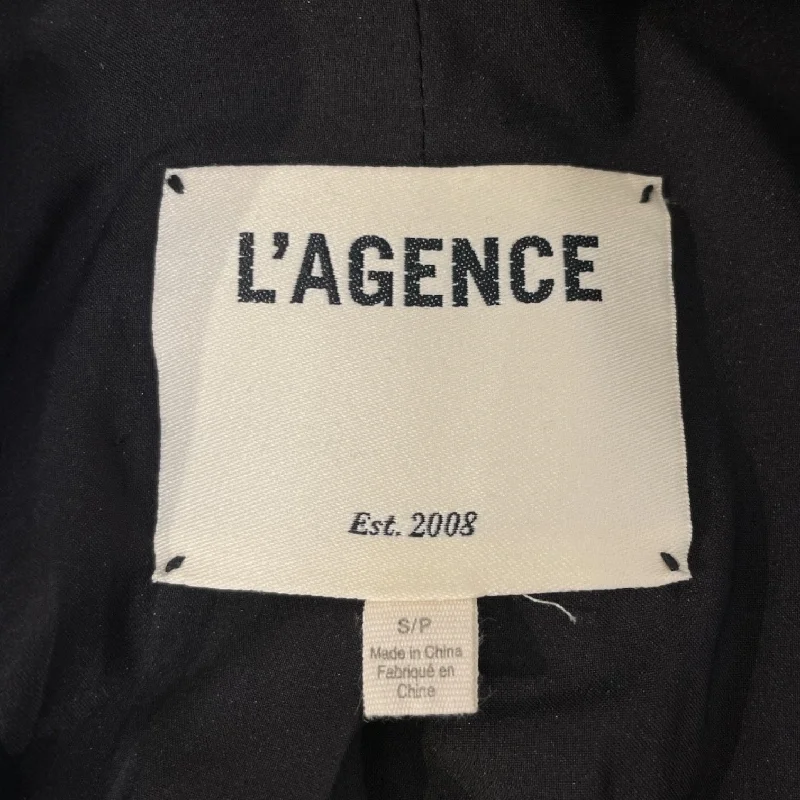 L'AGENCE
Est. 2008
S/P
Made in China
Fabriqué en
Chine